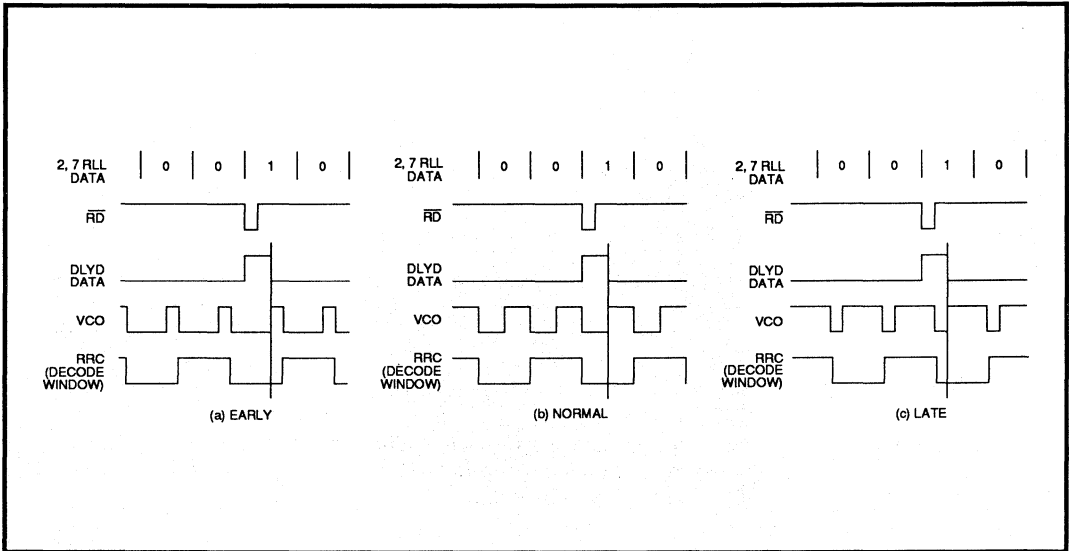 2, 7 RLL DATA | 0 | 0 | 1 | 0 |
RD
DLYD DATA
VCO
RRC (DECODE WINDOW)
(a) EARLY
2, 7 RLL DATA | 0 | 0 | 1 | 0 |
RD
DLYD DATA
VCO
RRC (DECODE WINDOW)
(b) NORMAL
2, 7 RLL DATA | 0 | 0 | 1 | 0 |
RD
DLYD DATA
VCO
RRC (DECODE WINDOW)
(c) LATE